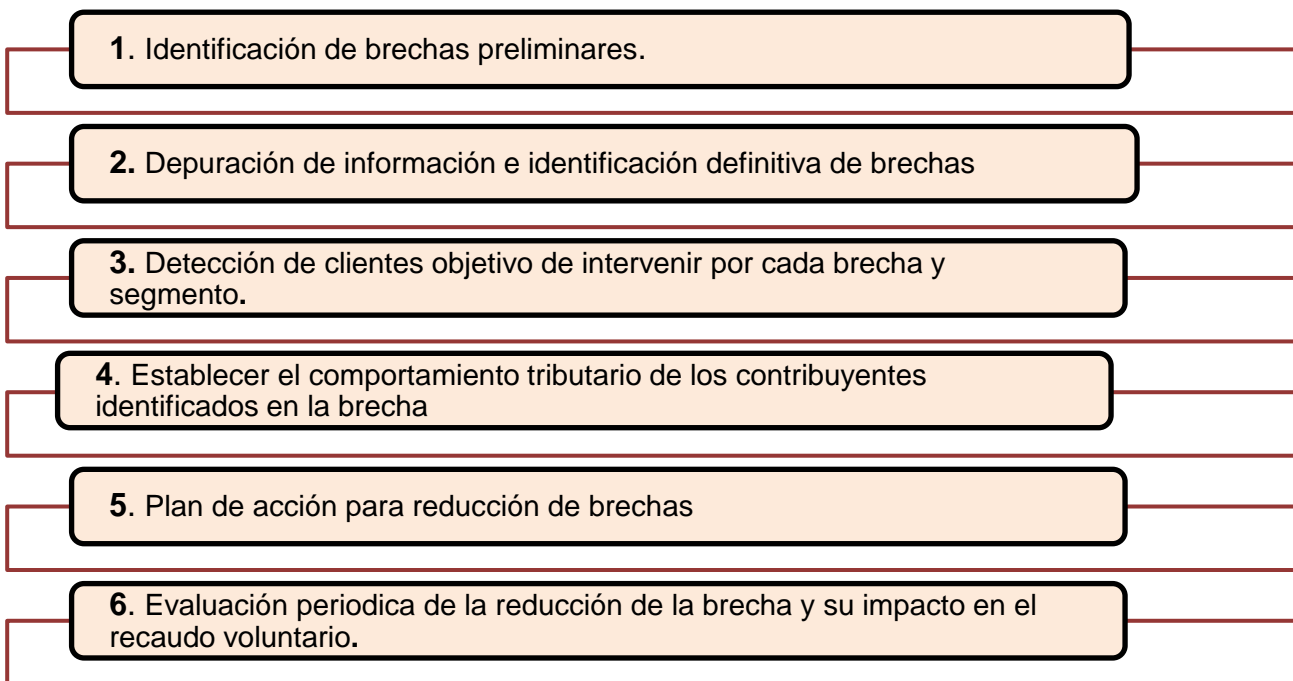 1. Identificación de brechas preliminares.
2. Depuración de información e identificación definitiva de brechas
3. Detección de clientes objetivo de intervenir por cada brecha y
segmento.
4. Establecer el comportamiento tributario de los contribuyentes
identificados en la brecha
5. Plan de acción para reducción de brechas
6. Evaluación periodica de la reducción de la brecha y su impacto en el
recaudo voluntario.